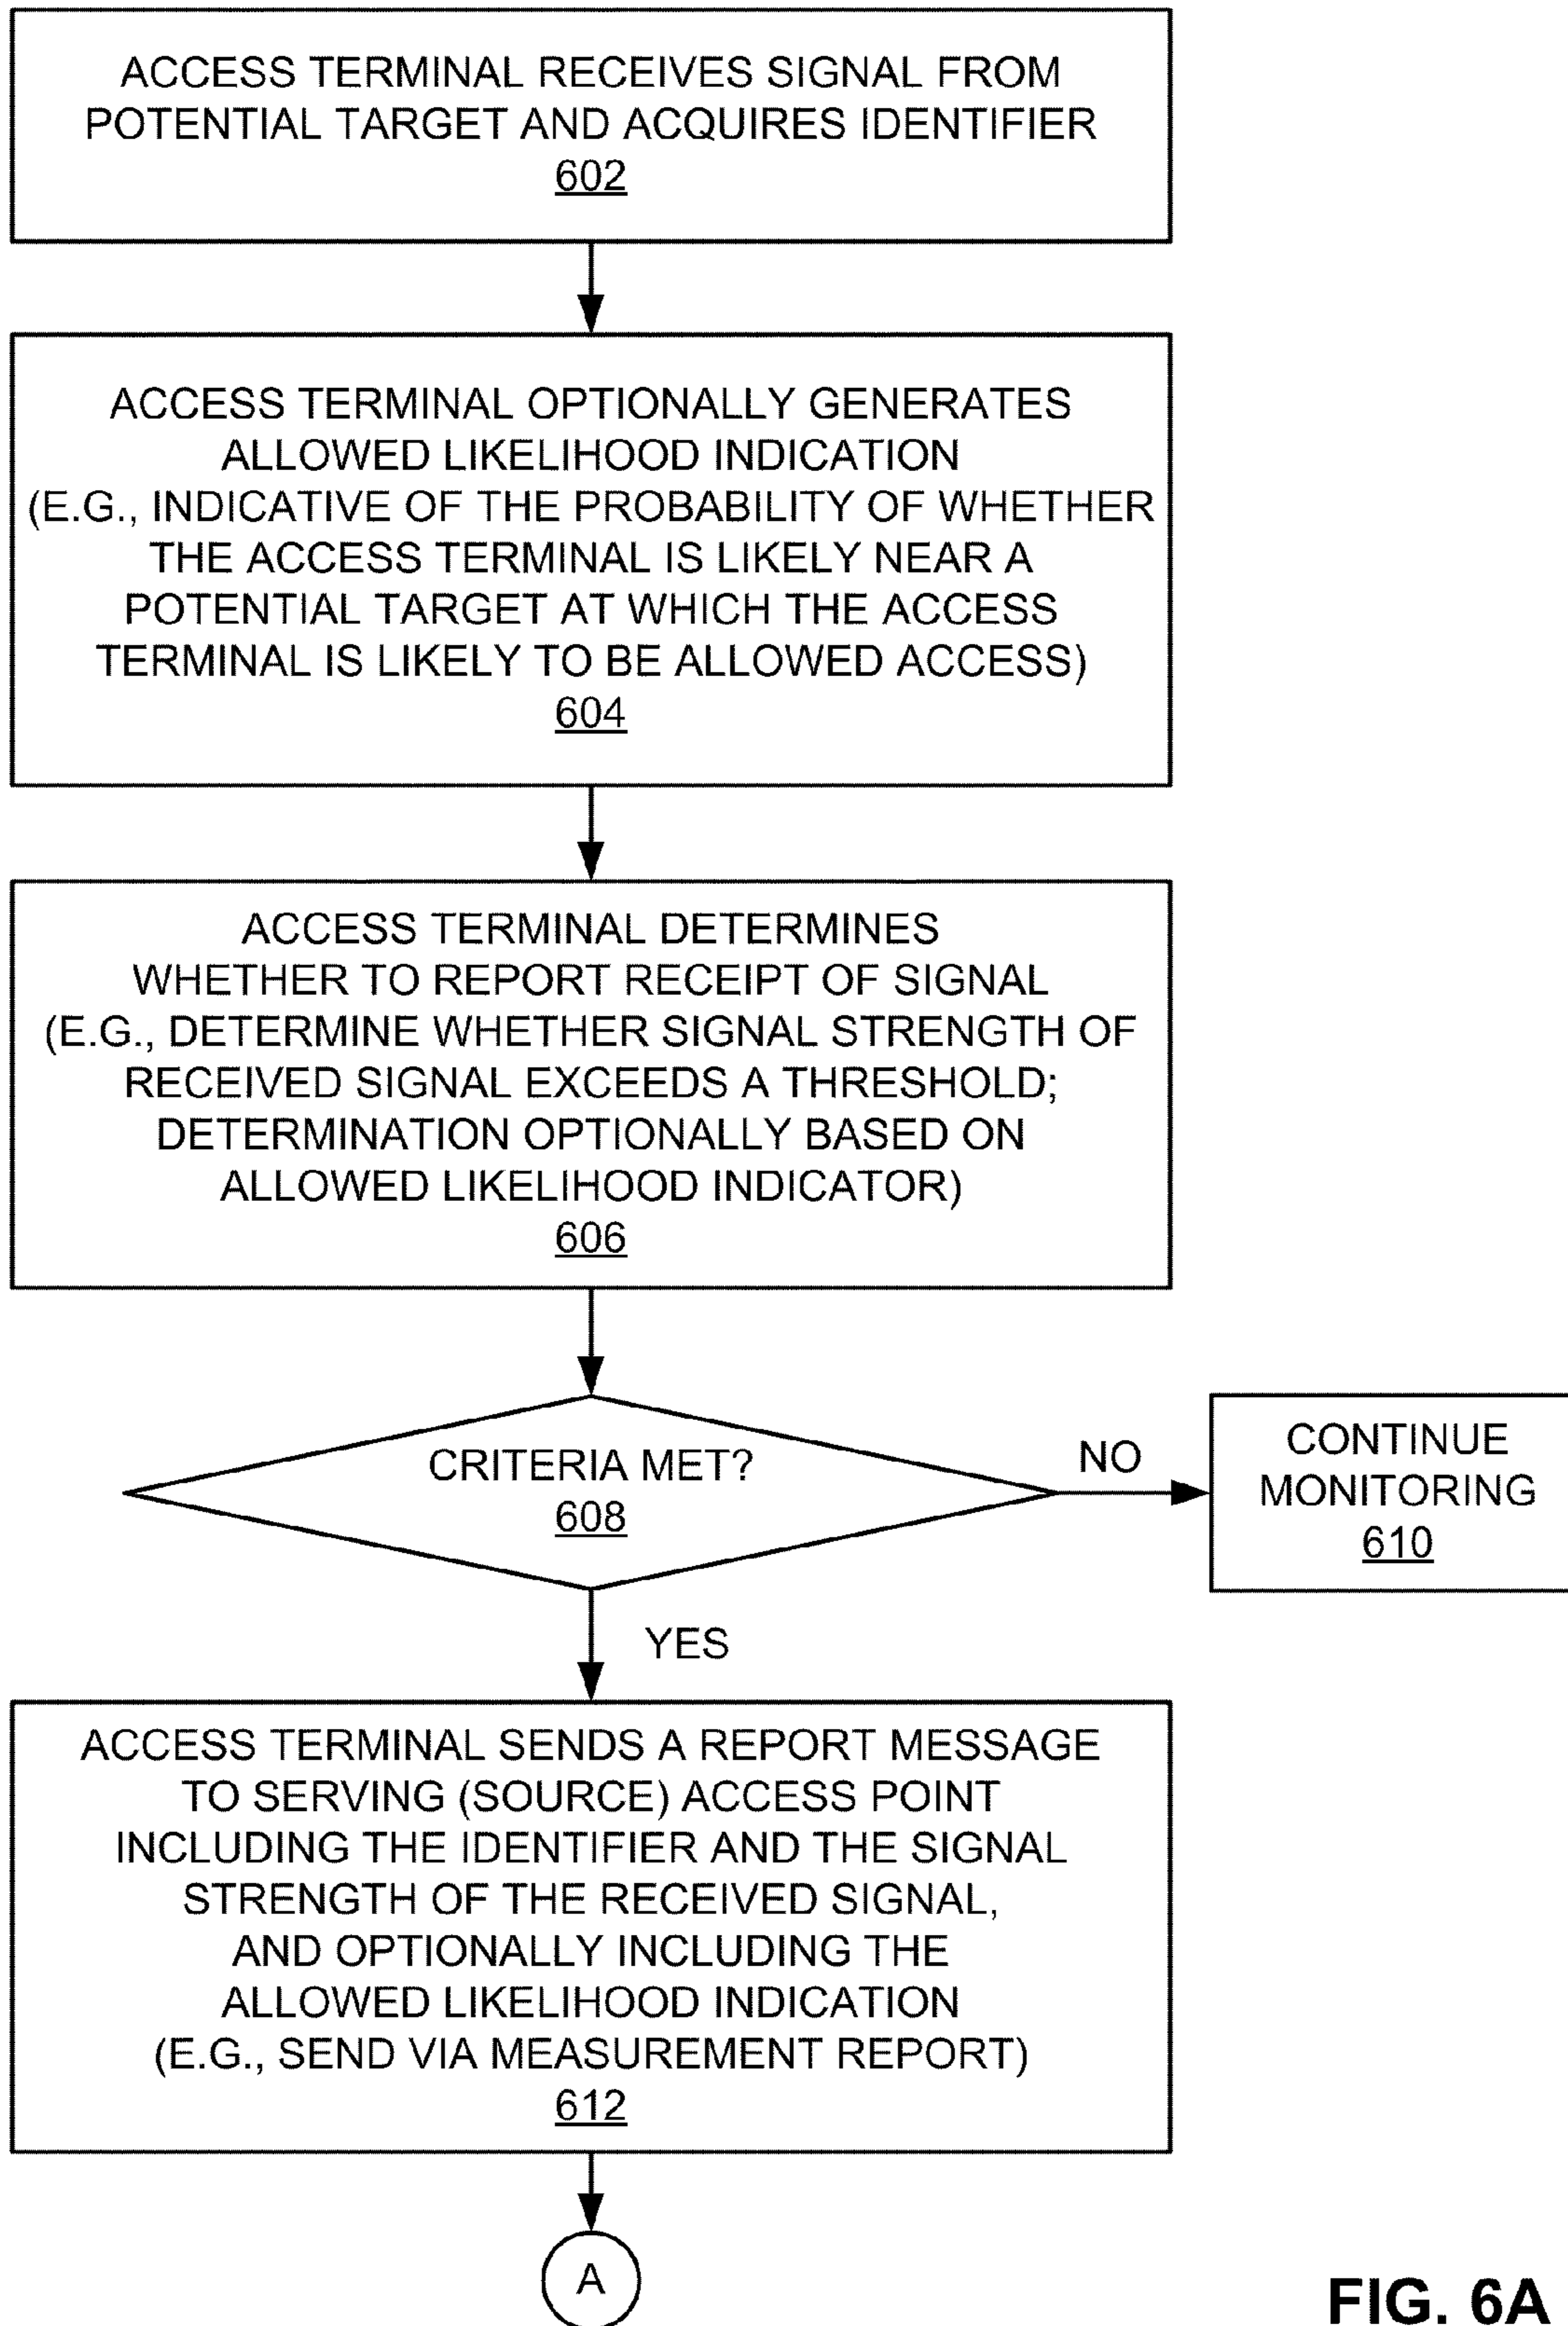 ACCESS TERMINAL RECEIVES SIGNAL FROM
POTENTIAL TARGET AND ACQUIRES IDENTIFIER
602
ACCESS TERMINAL OPTIONALLY GENERATES
ALLOWED LIKELIHOOD INDICATION
(E.G., INDICATIVE OF THE PROBABILITY OF WHETHER
THE ACCESS TERMINAL IS LIKELY NEAR A
POTENTIAL TARGET AT WHICH THE ACCESS
TERMINAL IS LIKELY TO BE ALLOWED ACCESS)
604
ACCESS TERMINAL DETERMINES
WHETHER TO REPORT RECEIPT OF SIGNAL
(E.G., DETERMINE WHETHER SIGNAL STRENGTH OF
RECEIVED SIGNAL EXCEEDS A THRESHOLD;
DETERMINATION OPTIONALLY BASED ON
ALLOWED LIKELIHOOD INDICATOR)
606
CRITERIA MET?
608
NO
CONTINUE
MONITORING
610
YES
ACCESS TERMINAL SENDS A REPORT MESSAGE
TO SERVING (SOURCE) ACCESS POINT
INCLUDING THE IDENTIFIER AND THE SIGNAL
STRENGTH OF THE RECEIVED SIGNAL,
AND OPTIONALLY INCLUDING THE
ALLOWED LIKELIHOOD INDICATION
(E.G., SEND VIA MEASUREMENT REPORT)
612
A
FIG. 6A